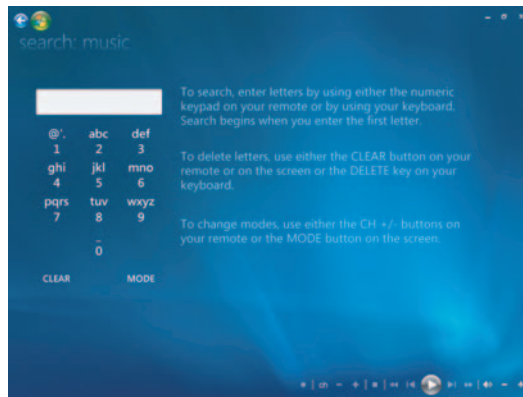 search: music
To search, enter letters by using either the numeric
keypad on your remote or by using your keyboard.
Search begins when you enter the first letter.
@'. abc def
1 2 3
ghi jkl mno
4 5 6
pqrs tuv wxyz
7 8 9
_
0
To delete letters, use either the CLEAR button on your
remote or on the screen or the DELETE key on your
keyboard.
To change modes, use either the CH +/- buttons on
your remote or the MODE button on the screen.
CLEAR MODE
ch - +
- +